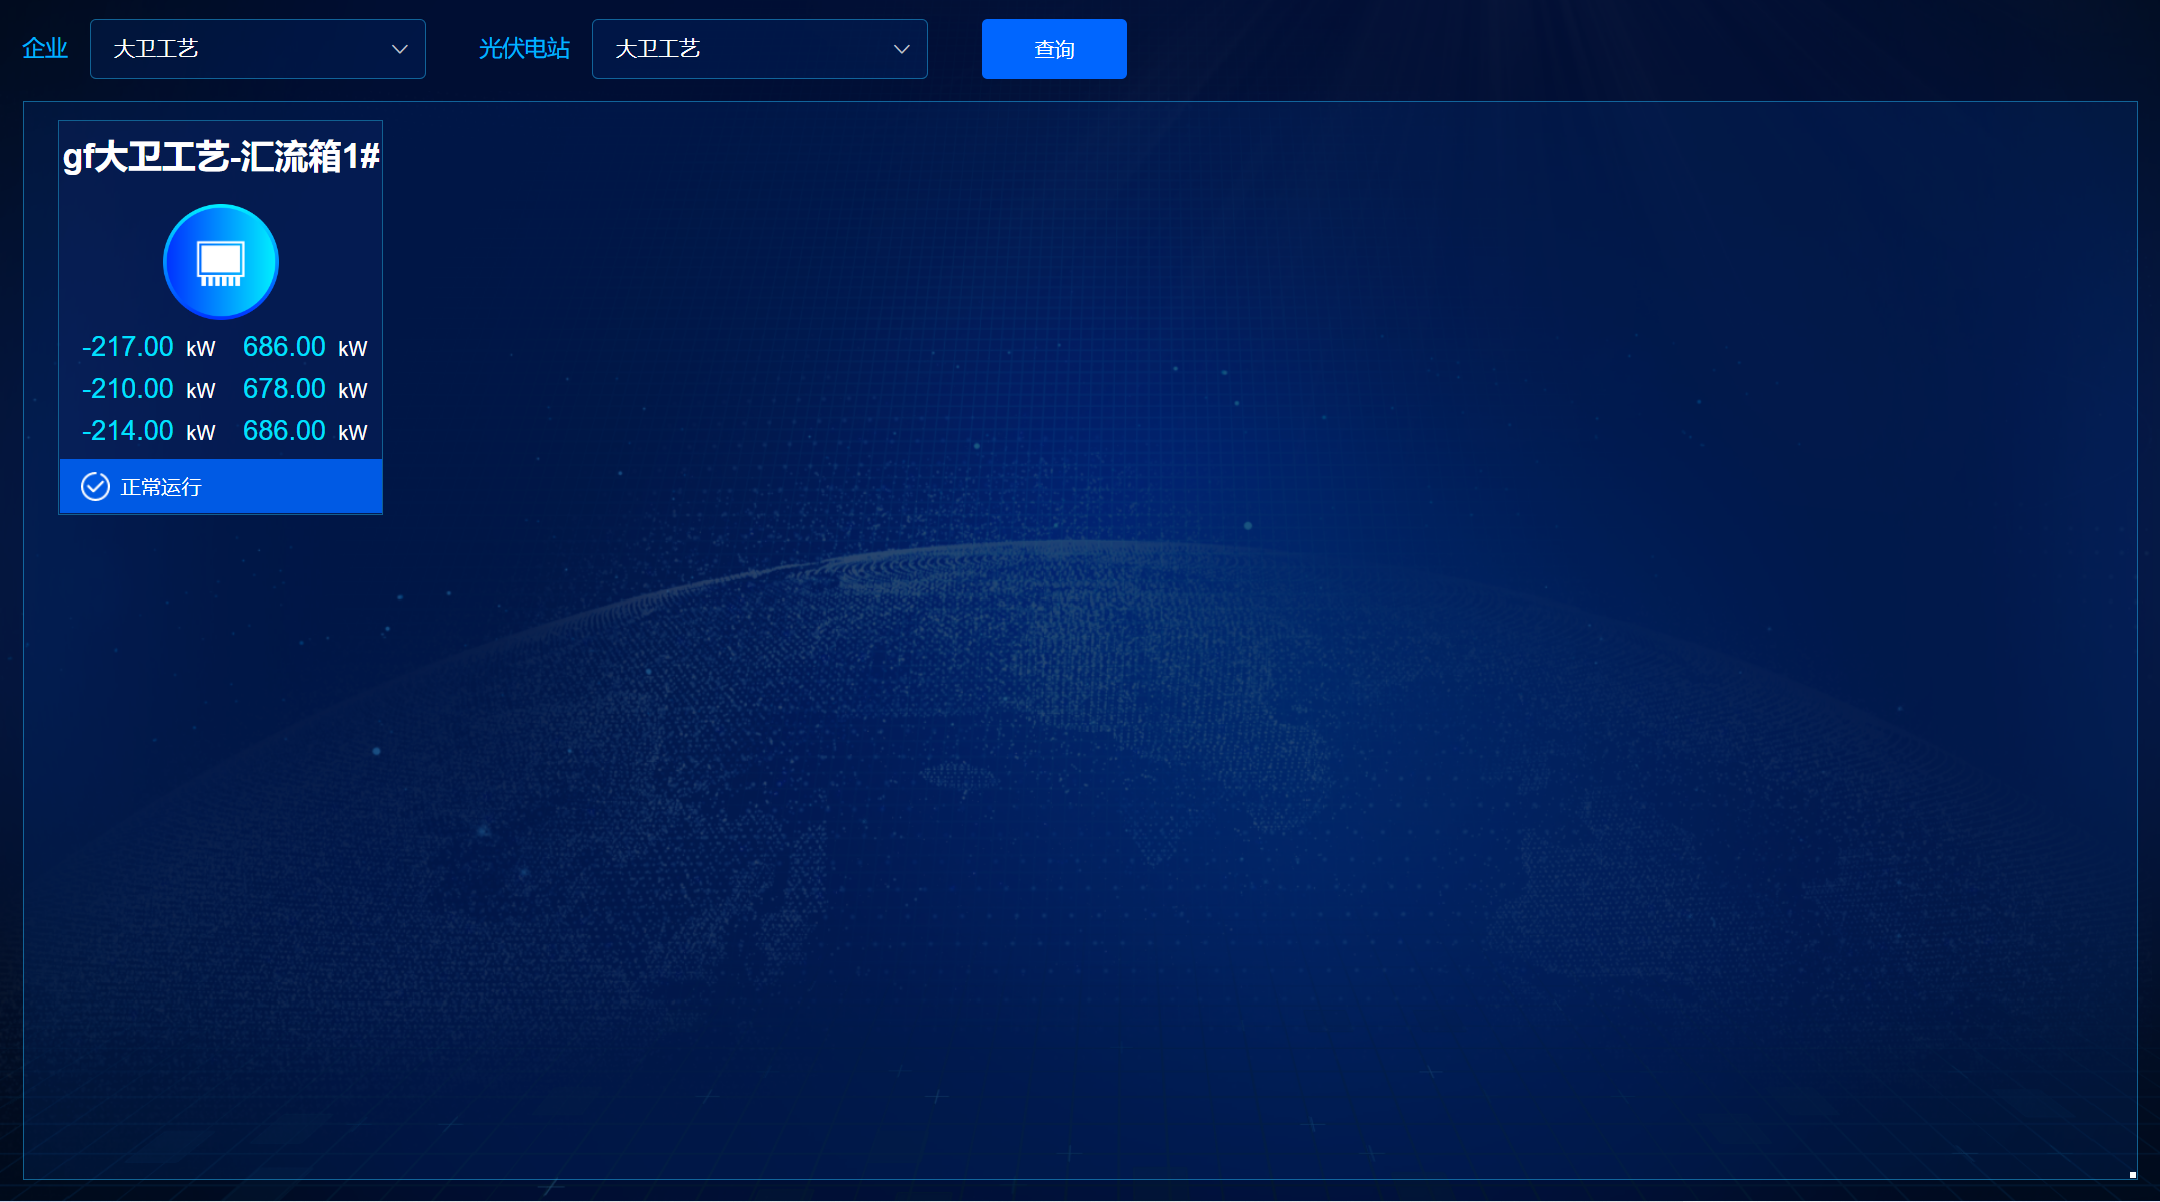 企业 大卫工艺 光伏电站 大卫工艺 查询
gf大卫工艺-汇流箱1#
-217.00 kW 686.00 kW
-210.00 kW 678.00 kW
-214.00 kW 686.00 kW
正常运行